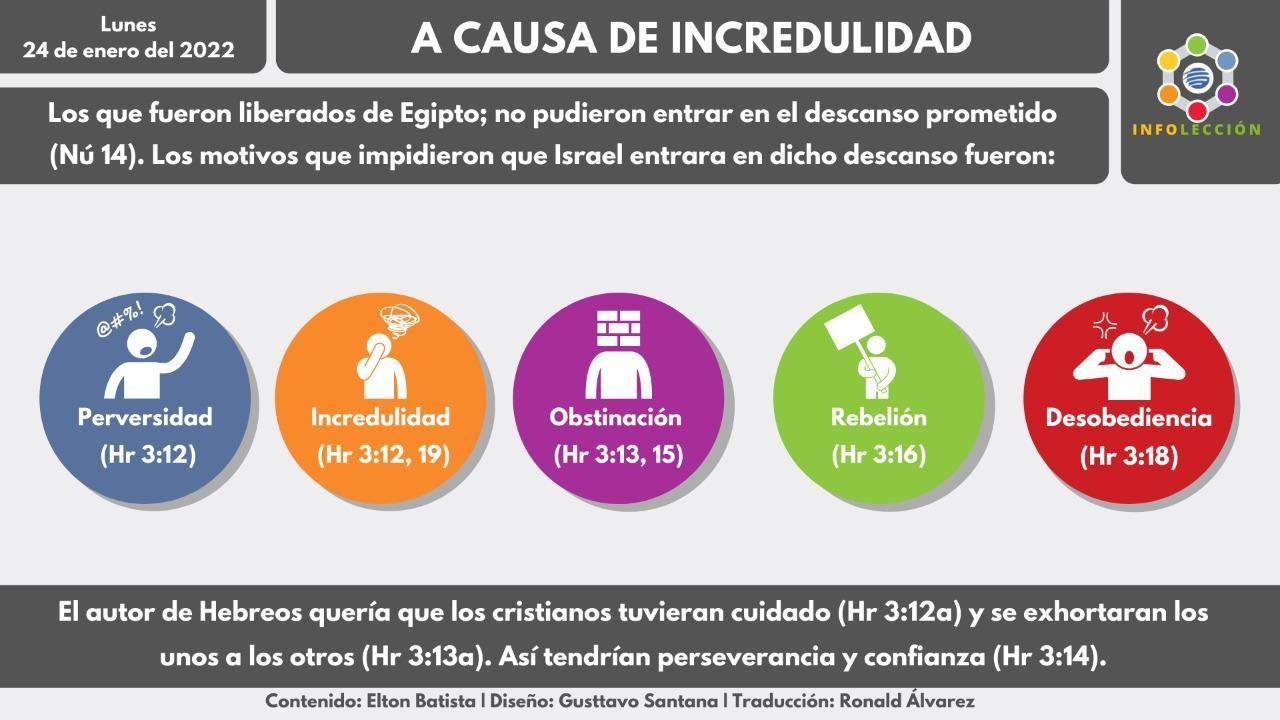 Lunes
24 de enero del 2022
A CAUSA DE INCREDULIDAD
INFOLECCIÓN
Los que fueron liberados de Egipto; no pudieron entrar en el descanso prometido
(Nú 14). Los motivos que impidieron que Israel entrara en dicho descanso fueron:
@#%!
Perversidad
(Hr 3:12)
Incredulidad
(Hr 3:12, 19)
Obstinación
(Hr 3:13, 15)
Rebelión
(Hr 3:16)
Desobediencia
(Hr 3:18)
El autor de Hebreos quería que los cristianos tuvieran cuidado (Hr 3:12a) y se exhortaran los
unos a los otros (Hr 3:13a). Así tendrían perseverancia y confianza (Hr 3:14).
Contenido: Elton Batista | Diseño: Gusttavo Santana | Traducción: Ronald Álvarez